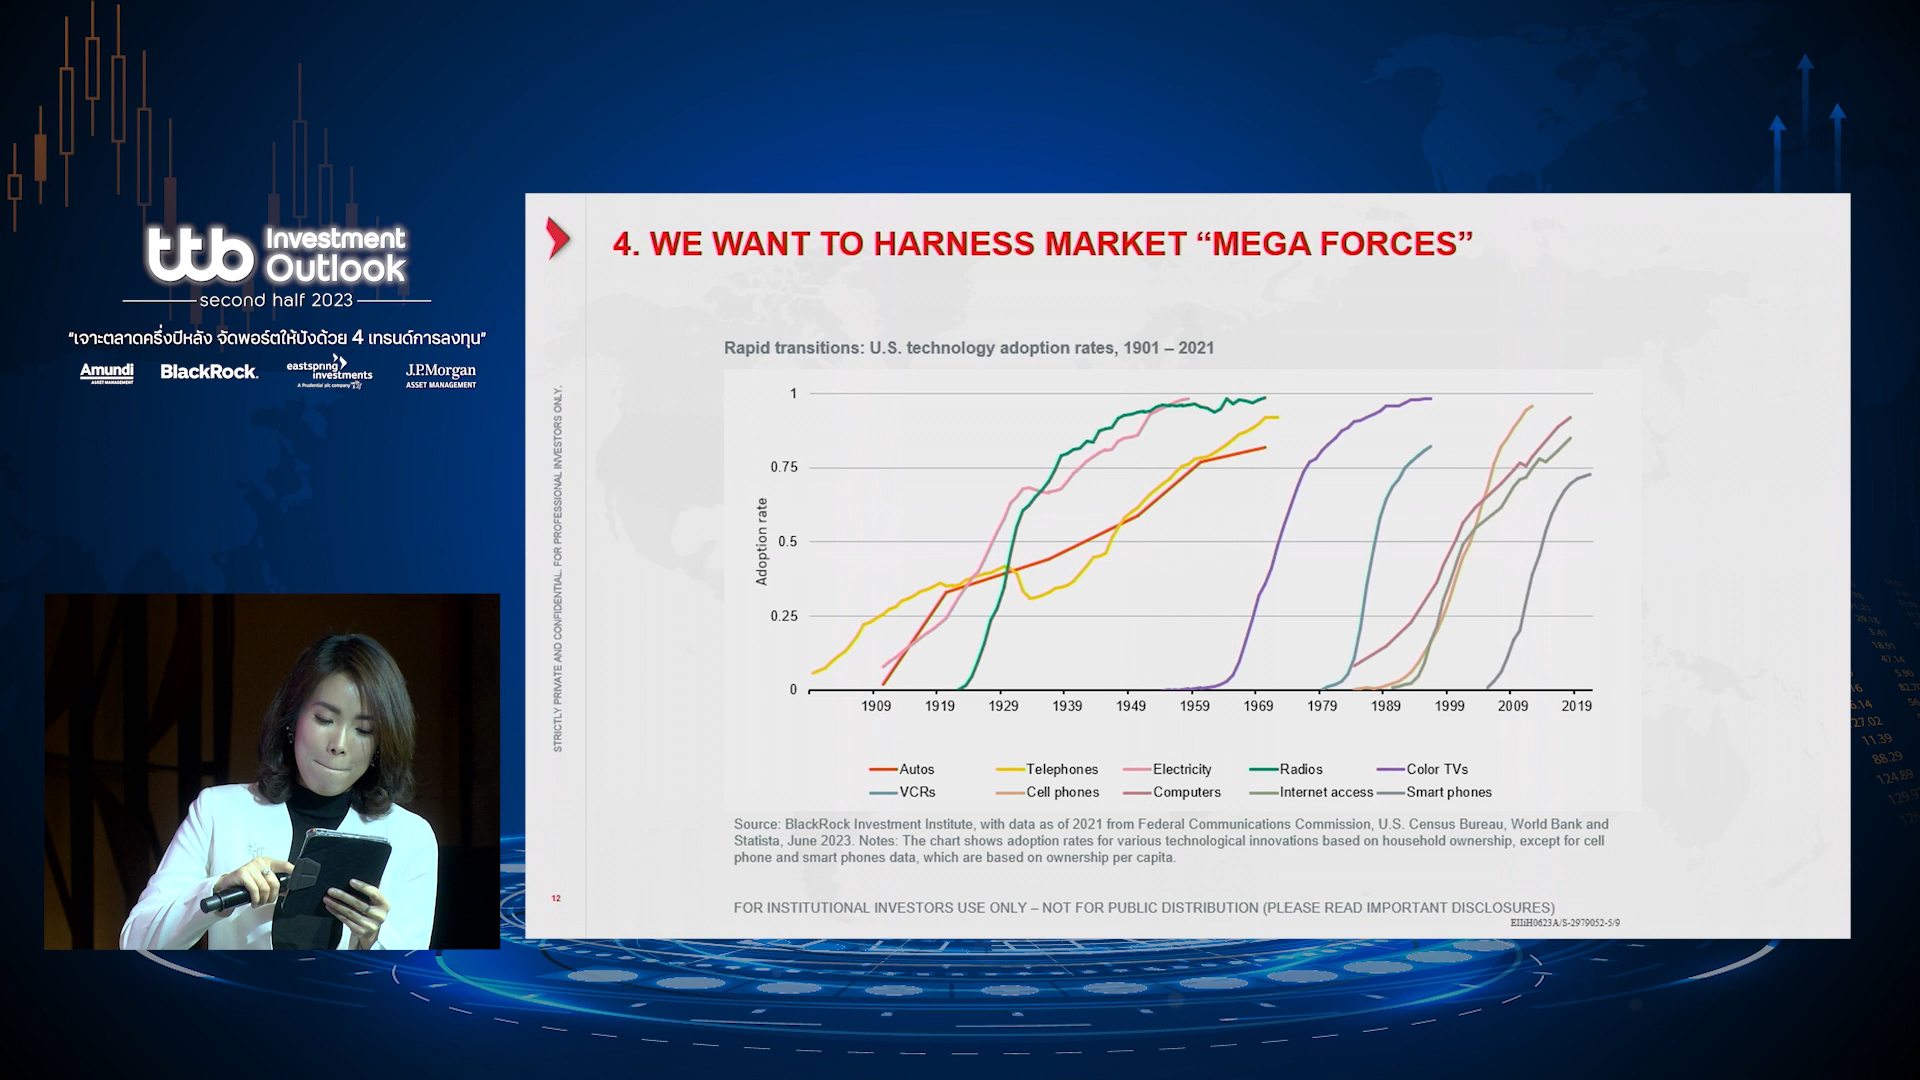 ttb Investment Outlook
second half 2023
"เจาะตลาดครึ่งปีหลัง จัดพอร์ตให้ปังด้วย 4 เทรนด์การลงทุน"
Amundi ASSET MANAGEMENT
BlackRock.
eastspring investments
A Prudential plc company
J.P.Morgan ASSET MANAGEMENT
4. WE WANT TO HARNESS MARKET “MEGA FORCES”
STRICTLY PRIVATE AND CONFIDENTIAL. FOR PROFESSIONAL INVESTORS ONLY.
Rapid transitions: U.S. technology adoption rates, 1901 – 2021
Adoption rate
1
0.75
0.5
0.25
0
1909 1919 1929 1939 1949 1959 1969 1979 1989 1999 2009 2019
Autos Telephones Electricity Radios Color TVs
VCRs Cell phones Computers Internet access Smart phones
Source: BlackRock Investment Institute, with data as of 2021 from Federal Communications Commission, U.S. Census Bureau, World Bank and
Statista, June 2023. Notes: The chart shows adoption rates for various technological innovations based on household ownership, except for cell
phone and smart phones data, which are based on ownership per capita.
12
FOR INSTITUTIONAL INVESTORS USE ONLY – NOT FOR PUBLIC DISTRIBUTION (PLEASE READ IMPORTANT DISCLOSURES)
EIIiH0623A/S-2979052-5/9